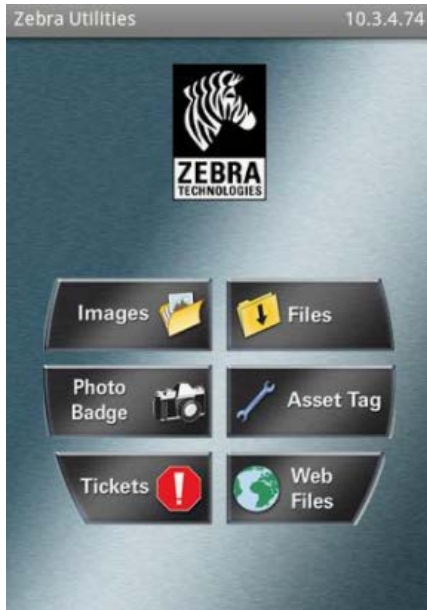 Zebra Utilities 10.3.4.74
ZEBRA
TECHNOLOGIES
Images
Files
Photo
Badge
Asset Tag
Tickets
Web
Files